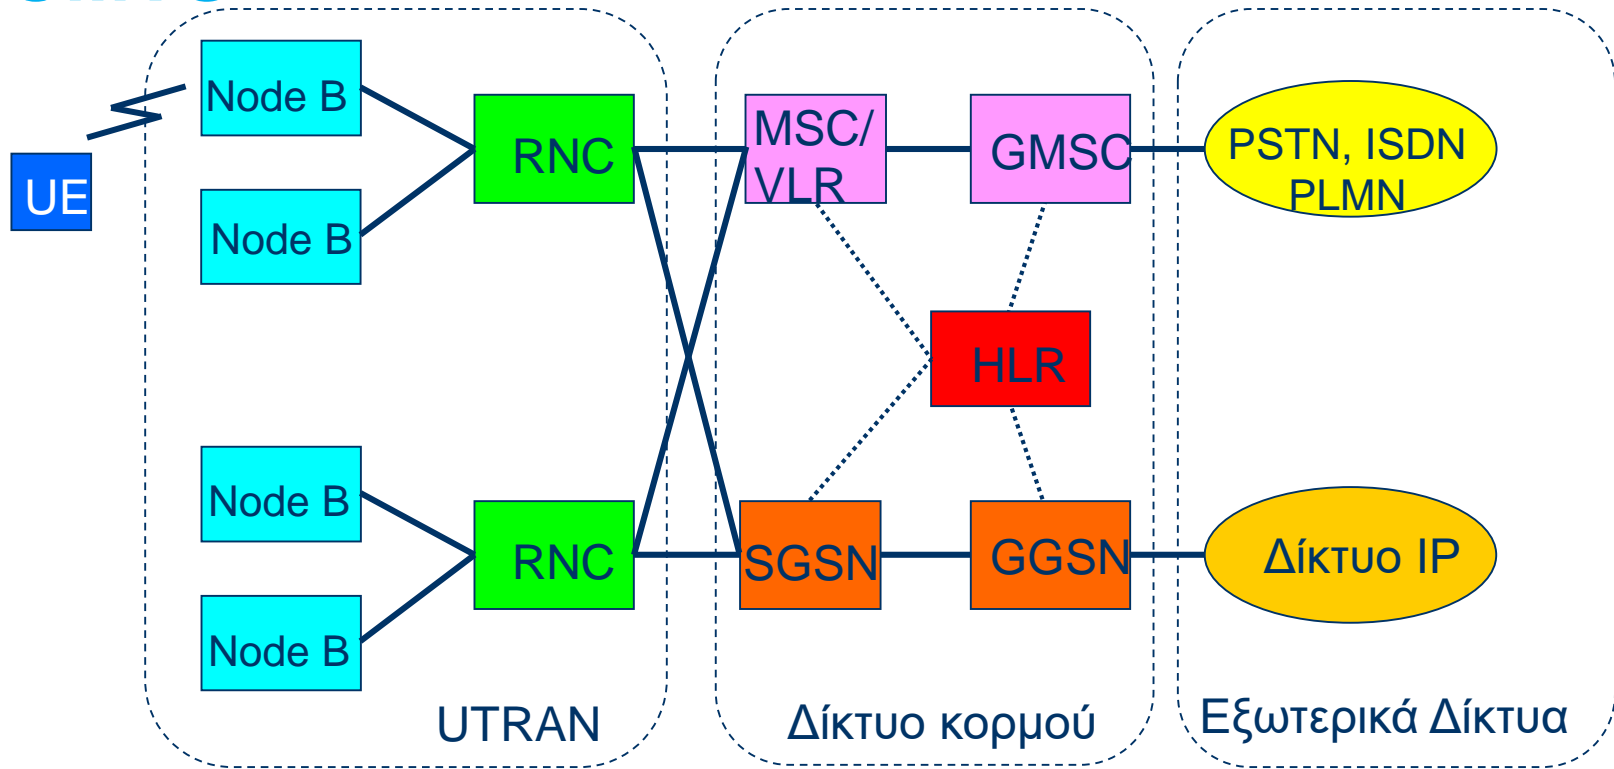 Node B
MSC/
VLR
GMSC
PSTN, ISDN
PLMN
RNC
UE
Node B
HLR
Node B
RNC
SGSN
GGSN
Δίκτυο IP
Node B
UTRAN
Δίκτυο κορμού
Εξωτερικά Δίκτυα